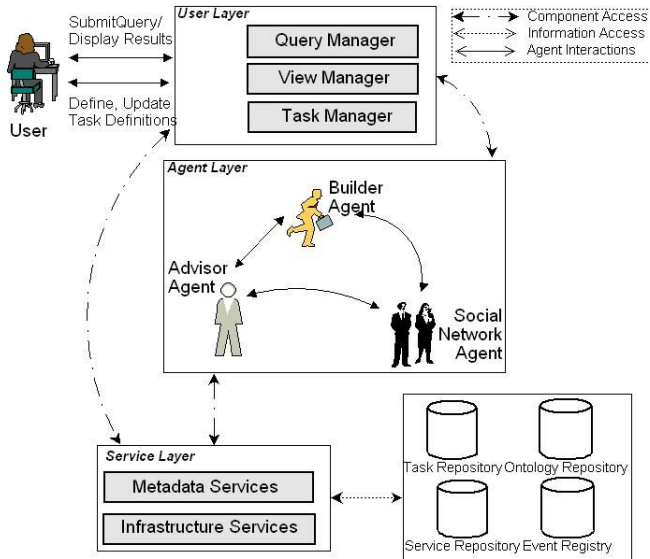 SubmitQuery/
Display Results
User
Define, Update
Task Definitions
User Layer
Query Manager
View Manager
Task Manager
Component Access
Information Access
Agent Interactions
Agent Layer
Builder
Agent
Advisor
Agent
Social
Network
Agent
Service Layer
Metadata Services
Infrastructure Services
Task Repository Ontology Repository
Service Repository Event Registry